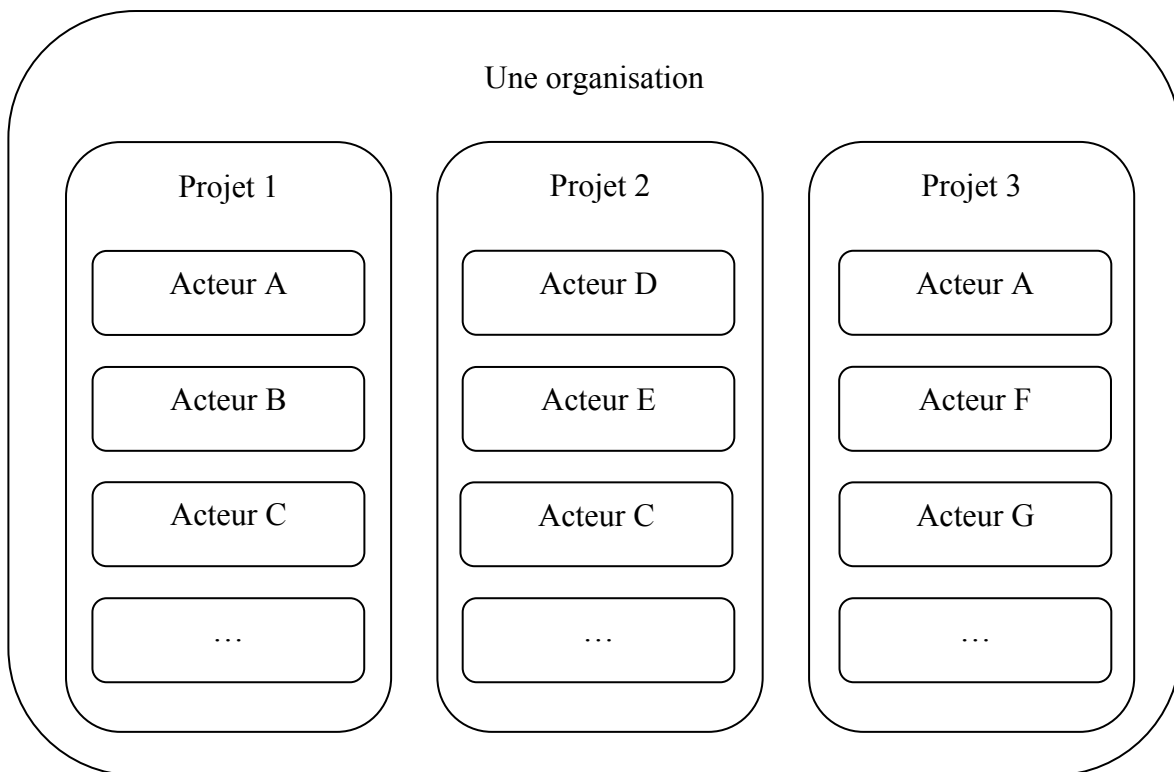 Une organisation
Projet 1
Acteur A
Acteur B
Acteur C
…
Projet 2
Acteur D
Acteur E
Acteur C
…
Projet 3
Acteur A
Acteur F
Acteur G
…